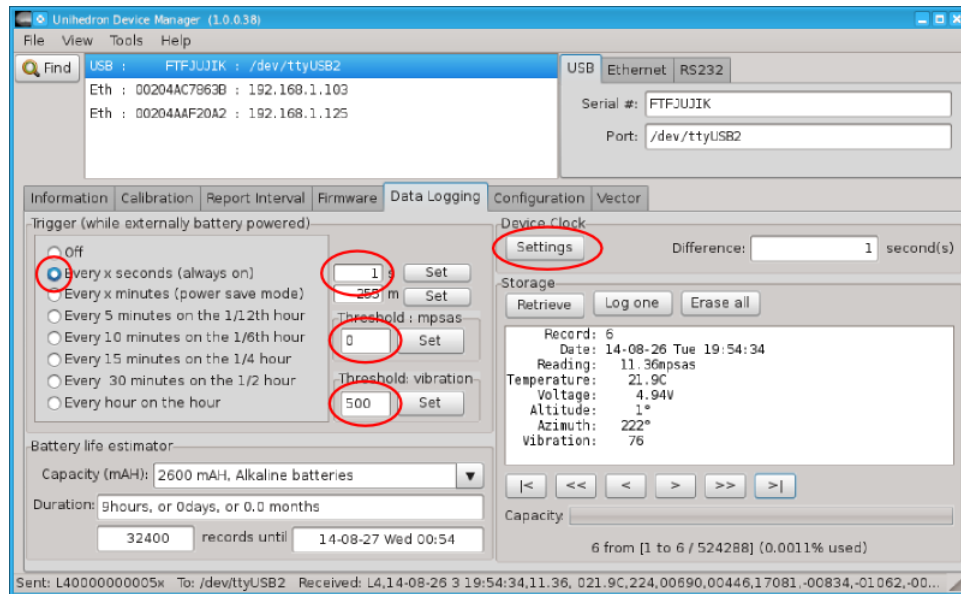 Unihedron Device Manager (1.0.0.38)
File View Tools Help
Find
USB : FTFJUJIK : /dev/ttyUSB2
Eth : 00204AC7863B : 192.168.1.103
Eth : 00204AAF20A2 : 192.168.1.125
USB Ethernet RS232
Serial #: FTFJUJIK
Port: /dev/ttyUSB2
Information Calibration Report Interval Firmware Data Logging Configuration Vector
Trigger (while externally battery powered)
Off
Every x seconds (always on) 1 s Set
Every x minutes (power save mode) 255 m Set
Every 5 minutes on the 1/12th hour
Every 10 minutes on the 1/6th hour
Every 15 minutes on the 1/4 hour
Every 30 minutes on the 1/2 hour
Every hour on the hour
Threshold : mpsas
0 Set
Threshold: vibration
500 Set
Battery life estimator
Capacity (mAH): 2600 mAH, Alkaline batteries
Duration: 9hours, or 0days, or 0.0 months
32400 records until 14-08-27 Wed 00:54
Device Clock
Settings Difference: 1 second(s)
Storage
Retrieve Log one Erase all
Record: 6
Date: 14-08-26 Tue 19:54:34
Reading: 11.36mpsas
Temperature: 21.9C
Voltage: 4.94V
Altitude: 1°
Azimuth: 222°
Vibration: 76
|< << < > >> >|
Capacity:
6 from [1 to 6 / 524288] (0.0011% used)
Sent: L40000000005x To: /dev/ttyUSB2 Received: L4,14-08-26 3 19:54:34,11.36, 021.9C,224,00690,00446,17081,-00834,-01062,-00...